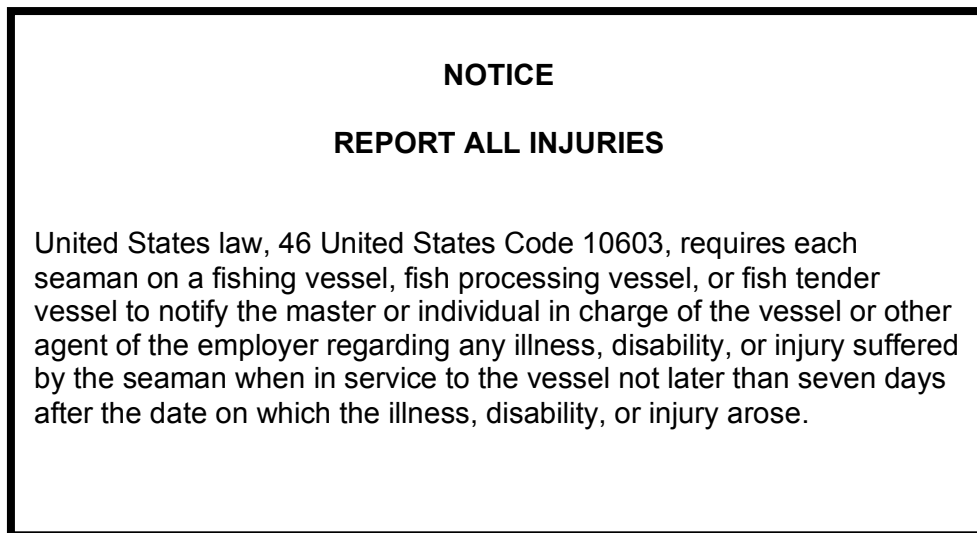 NOTICE
REPORT ALL INJURIES
United States law, 46 United States Code 10603, requires each
seaman on a fishing vessel, fish processing vessel, or fish tender
vessel to notify the master or individual in charge of the vessel or other
agent of the employer regarding any illness, disability, or injury suffered
by the seaman when in service to the vessel not later than seven days
after the date on which the illness, disability, or injury arose.